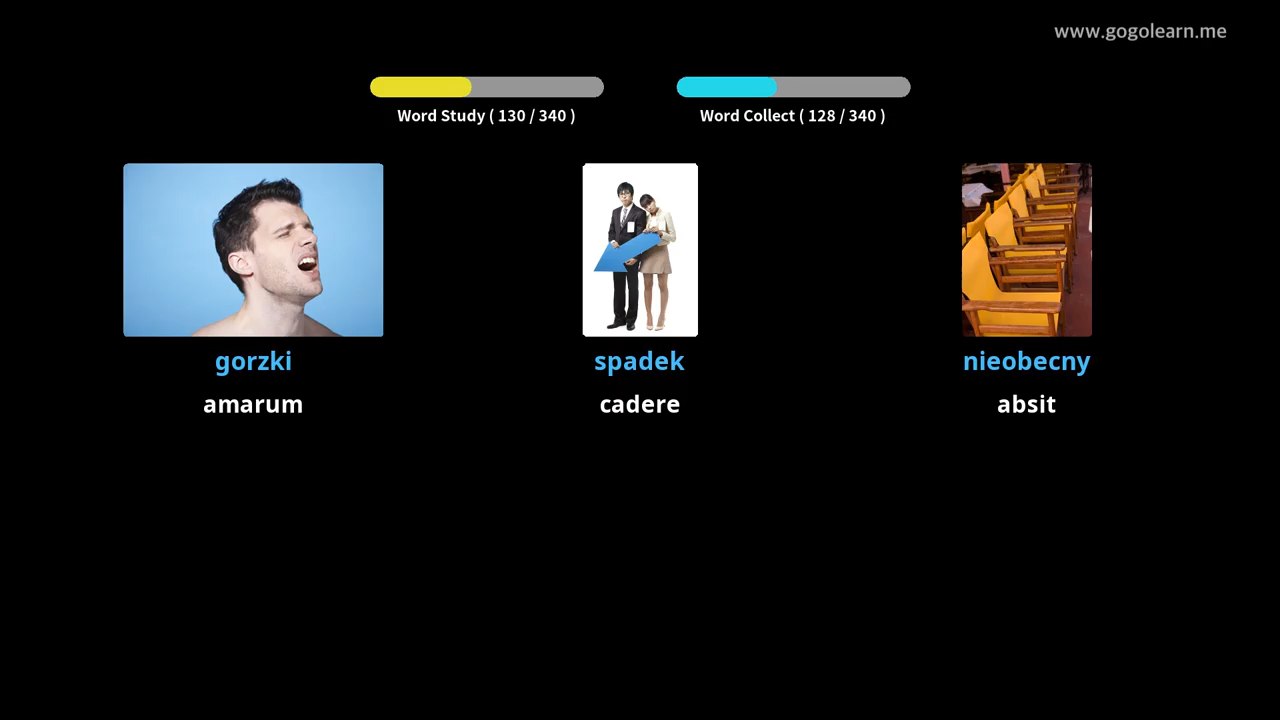 www.gogolearn.me
Word Study ( 130 / 340 )
Word Collect ( 128 / 340 )
gorzki
spadek
nieobecny
amarum
cadere
absit